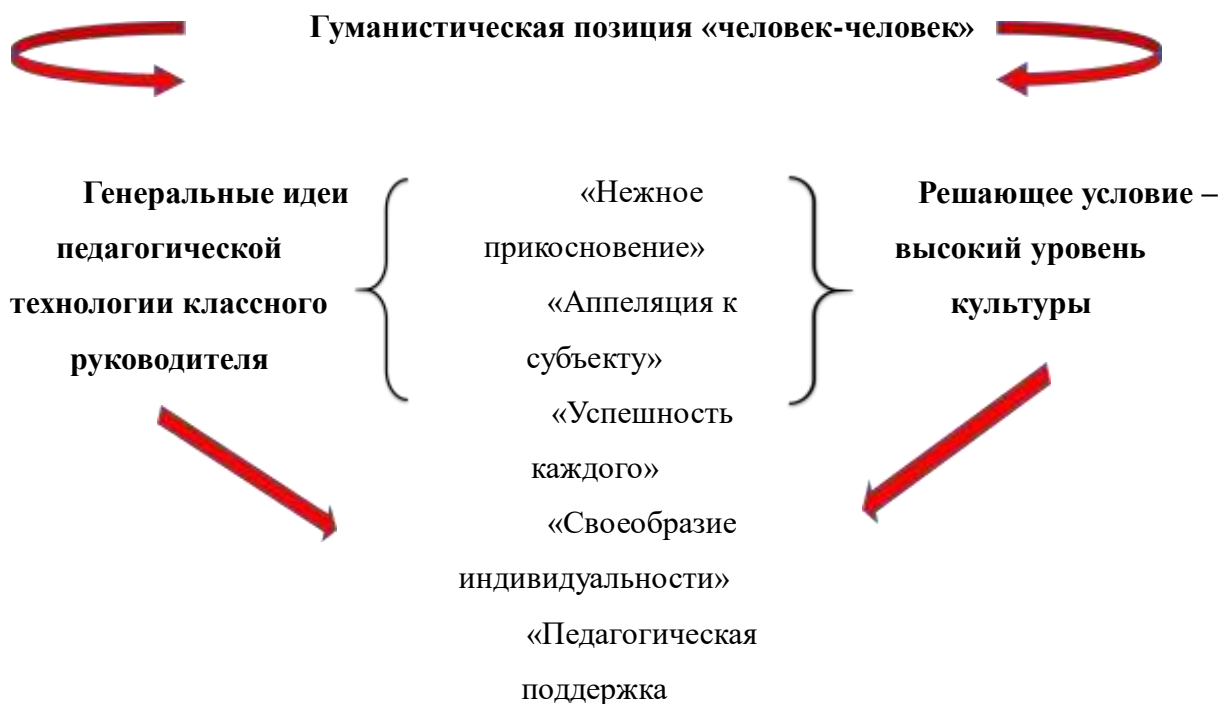 Гуманистическая позиция «человек-человек»
Генеральные идеи
педагогической
технологии классного
руководителя
«Нежное
прикосновение»
«Аппеляция к
субъекту»
«Успешность
каждого»
«Своеобразие
индивидуальности»
«Педагогическая
поддержка
Решающее условие –
высокий уровень
культуры